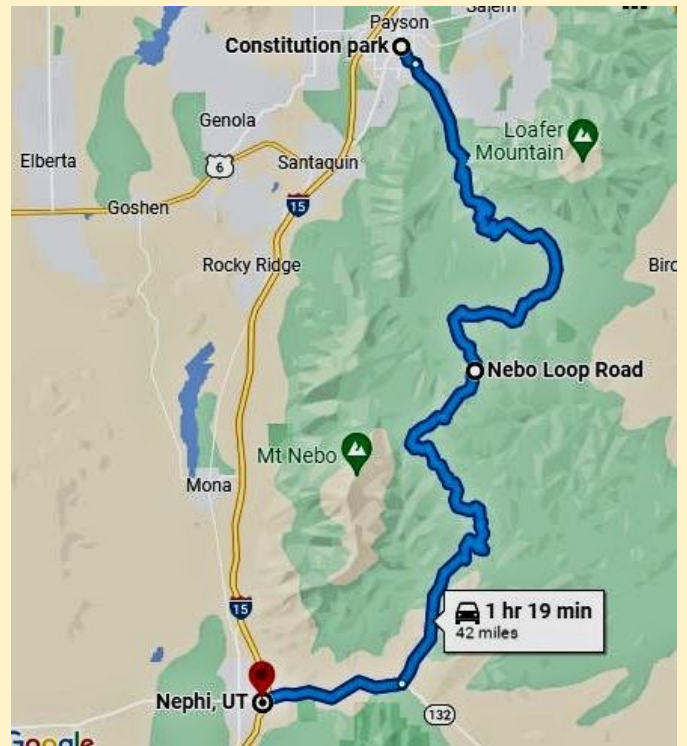 Salem
Payson
Constitution park
Genola
Loafer
Mountain
Elberta
6
Santaquin
Goshen
15
Rocky Ridge
Nebo Loop Road
Mt Nebo
Mona
15
1 hr 19 min
42 miles
Nephi, UT
132
Google